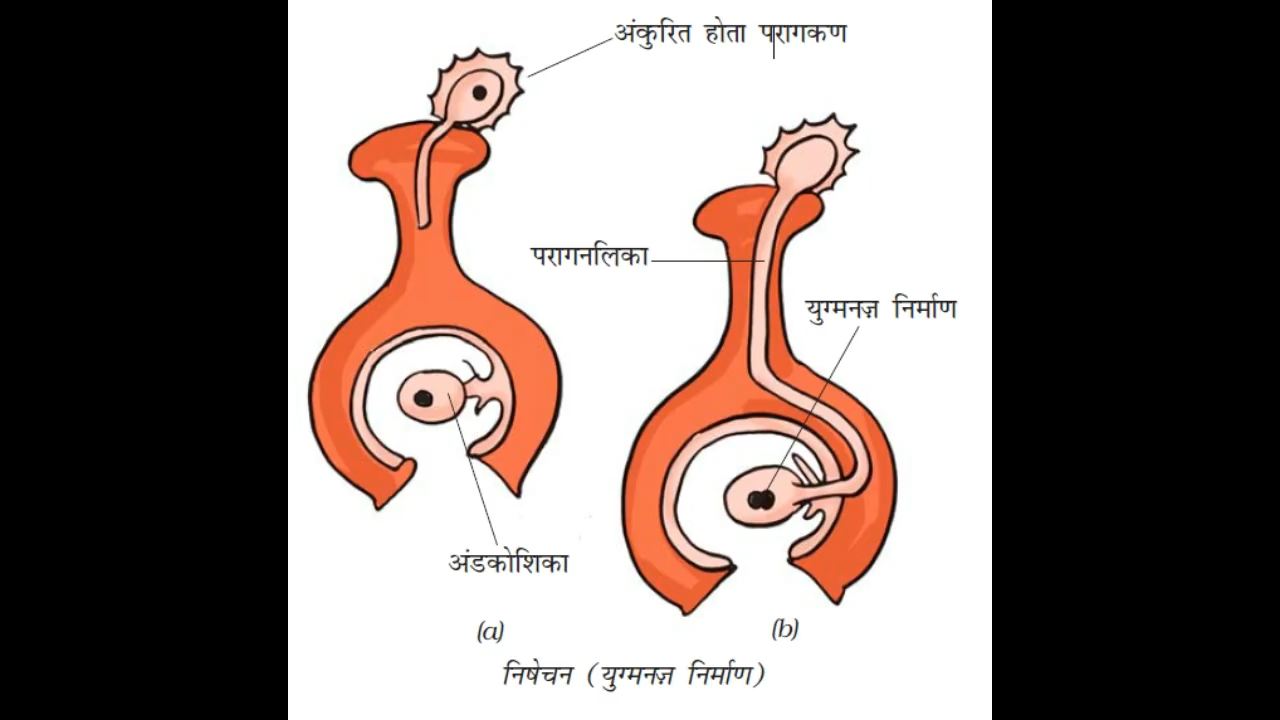 अंकुरित होता परागकण
परागनलिका
युग्मनज़ निर्माण
अंडकोशिका
(a)
(b)
निषेचन (युग्मनज़ निर्माण)